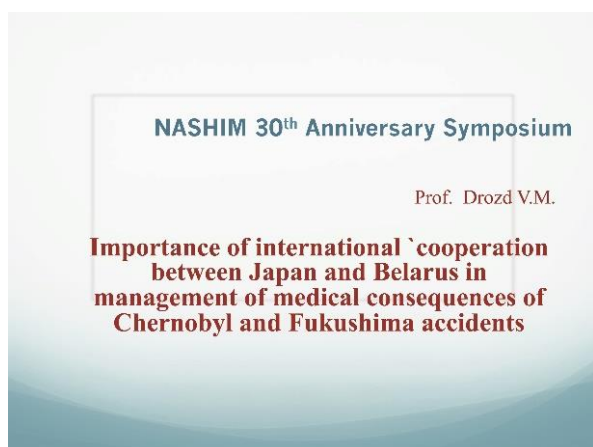 NASHIM 30th Anniversary Symposium
Prof. Drozd V.M.
Importance of international `cooperation
between Japan and Belarus in
management of medical consequences of
Chernobyl and Fukushima accidents